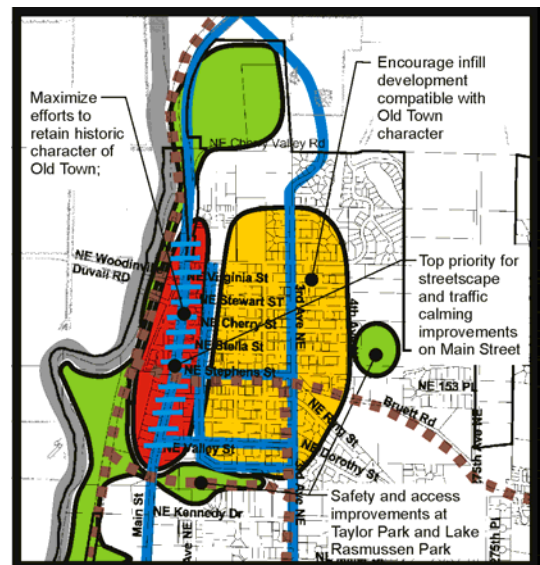 Maximize
efforts to
retain historic
character of
Old Town;
Encourage infill
development
compatible with
Old Town
character
NE Cherry Valley Rd
NE Woodinville
Duvall RD
NE Virginia St
NE Stewart ST
NE Cherry St
NE Stella St
NE Stephens St
3rd Ave NE
4th
Top priority for
streetscape
and traffic
calming
improvements
on Main Street
NE 153 Pl
Bruett Rd
NE Ring St
NE Dorothy St
NE Valley St
3rd Ave NE
275th Ave NE
275th Pl
Main St
NE Kennedy Dr
Ave NE
Safety and access
improvements at
Taylor Park and Lake
Rasmussen Park